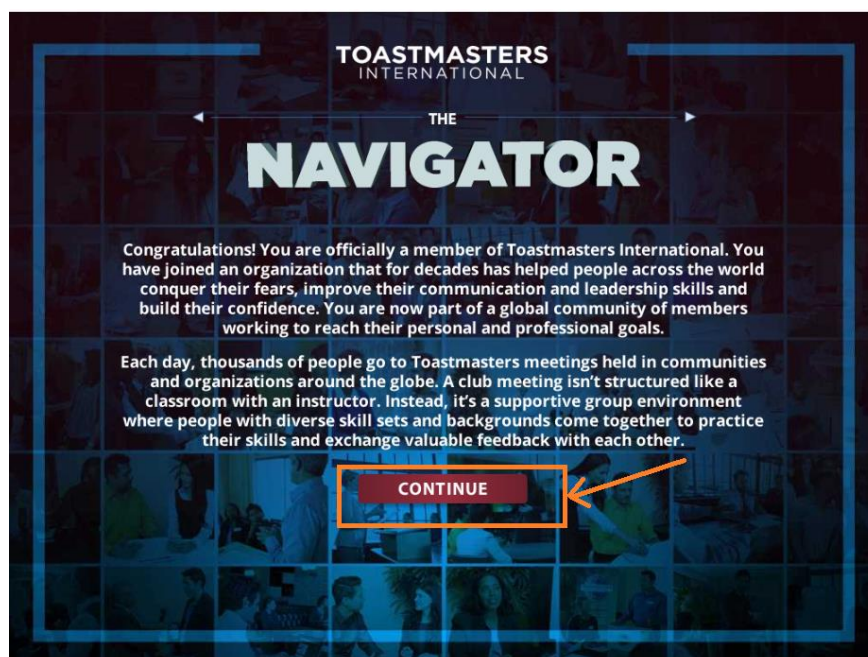 TOASTMASTERS
INTERNATIONAL
THE
NAVIGATOR
Congratulations! You are officially a member of Toastmasters International. You
have joined an organization that for decades has helped people across the world
conquer their fears, improve their communication and leadership skills and
build their confidence. You are now part of a global community of members
working to reach their personal and professional goals.
Each day, thousands of people go to Toastmasters meetings held in communities
and organizations around the globe. A club meeting isn’t structured like a
classroom with an instructor. Instead, it’s a supportive group environment
where people with diverse skill sets and backgrounds come together to practice
their skills and exchange valuable feedback with each other.
CONTINUE